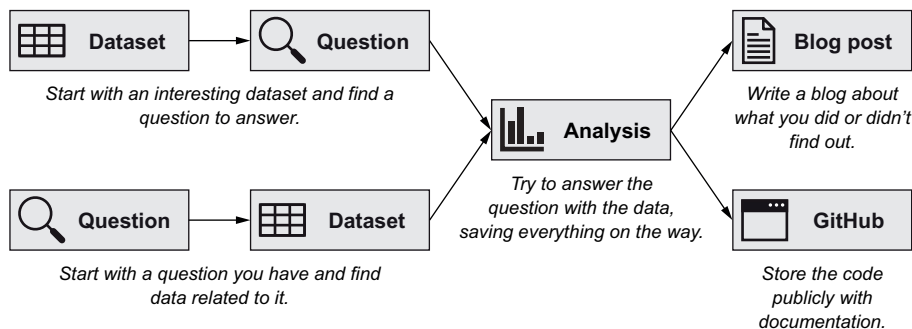 Dataset
Question
Start with an interesting dataset and find a
question to answer.
Question
Dataset
Start with a question you have and find
data related to it.
Analysis
Try to answer the
question with the data,
saving everything on the way.
Blog post
Write a blog about
what you did or didn’t
find out.
GitHub
Store the code
publicly with
documentation.